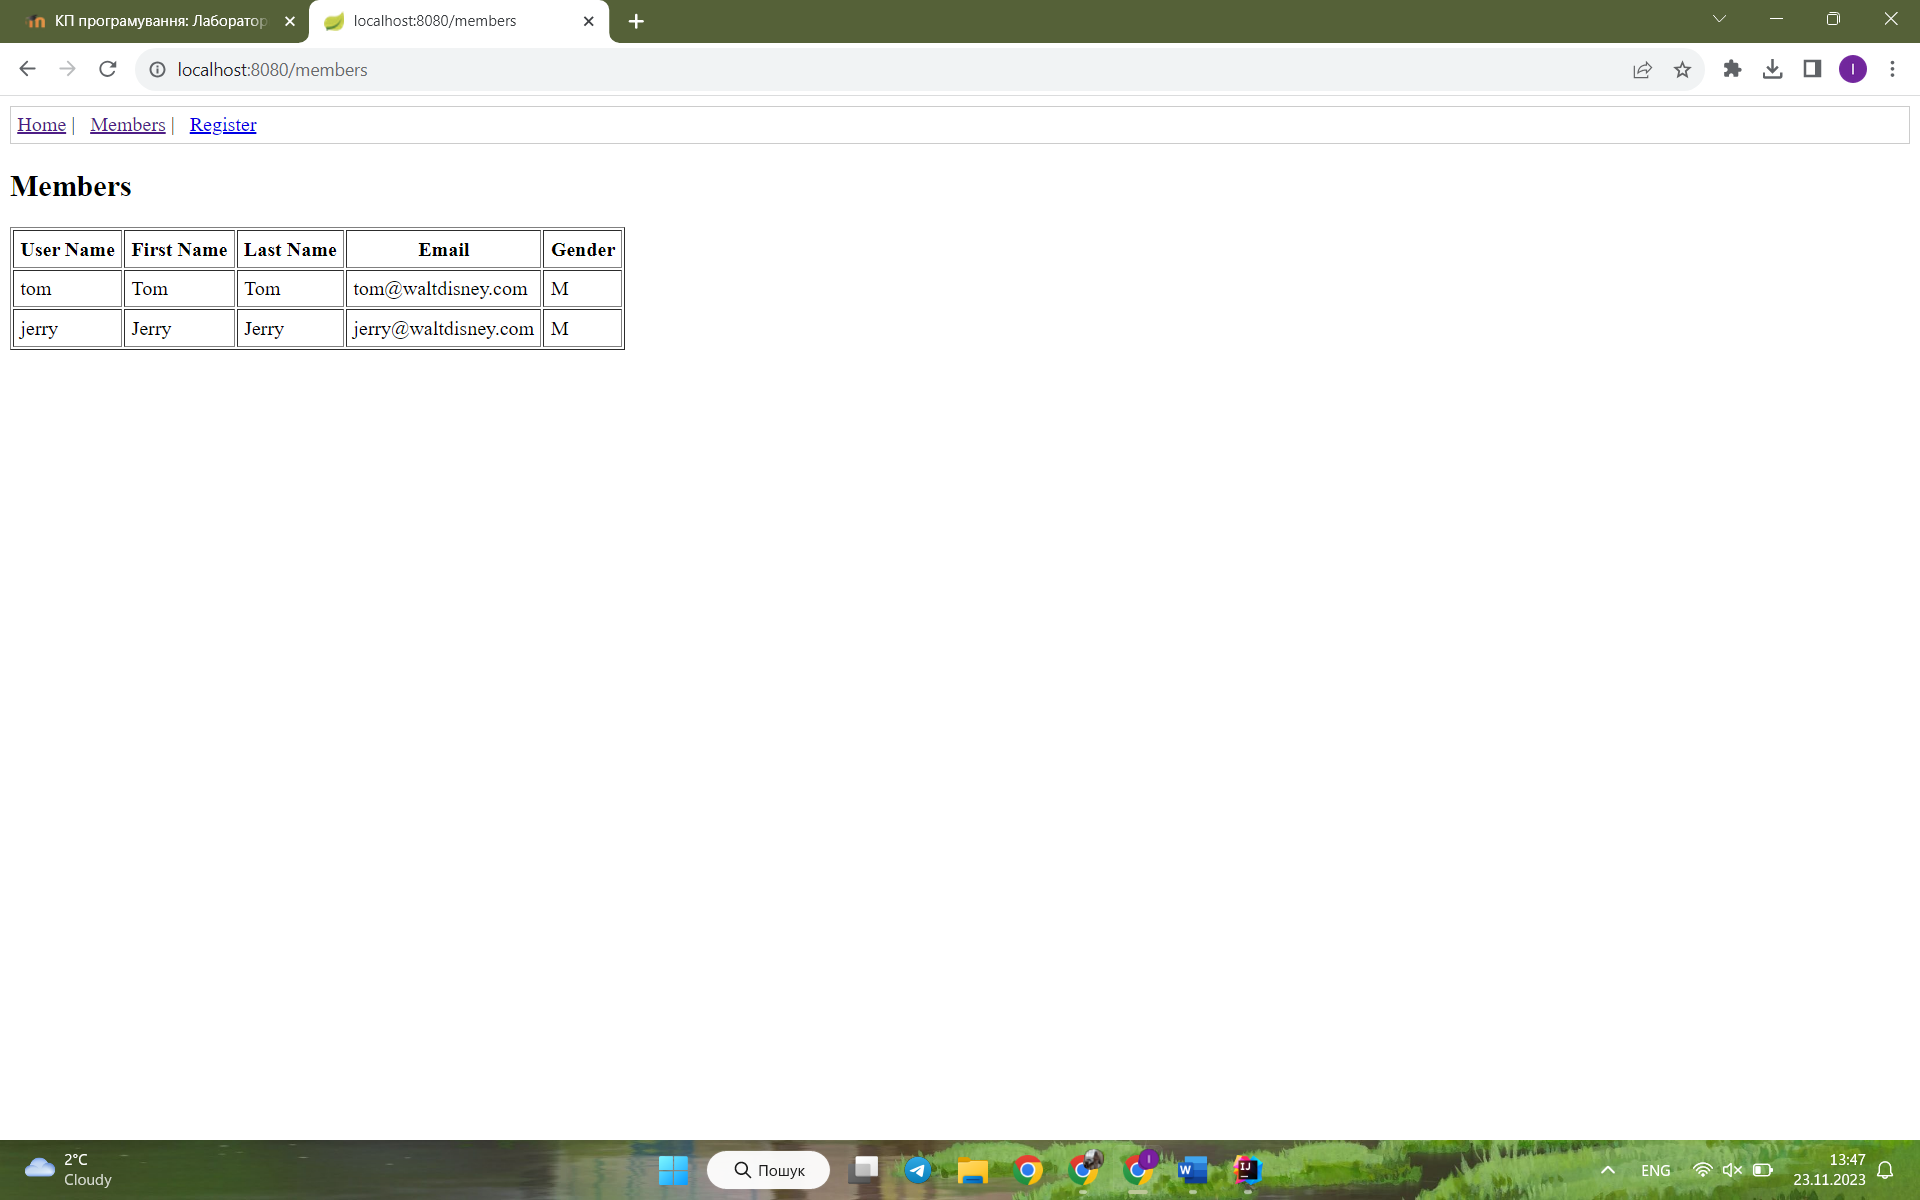 КП програмування: Лаборатор
localhost:8080/members
localhost:8080/members
I
Home | Members | Register
Members
User Name First Name Last Name Email Gender
tom Tom Tom tom@waltdisney.com M
jerry Jerry Jerry jerry@waltdisney.com M
2°C
Cloudy
Пошук
I
W
IJ
ENG
13:47
23.11.2023